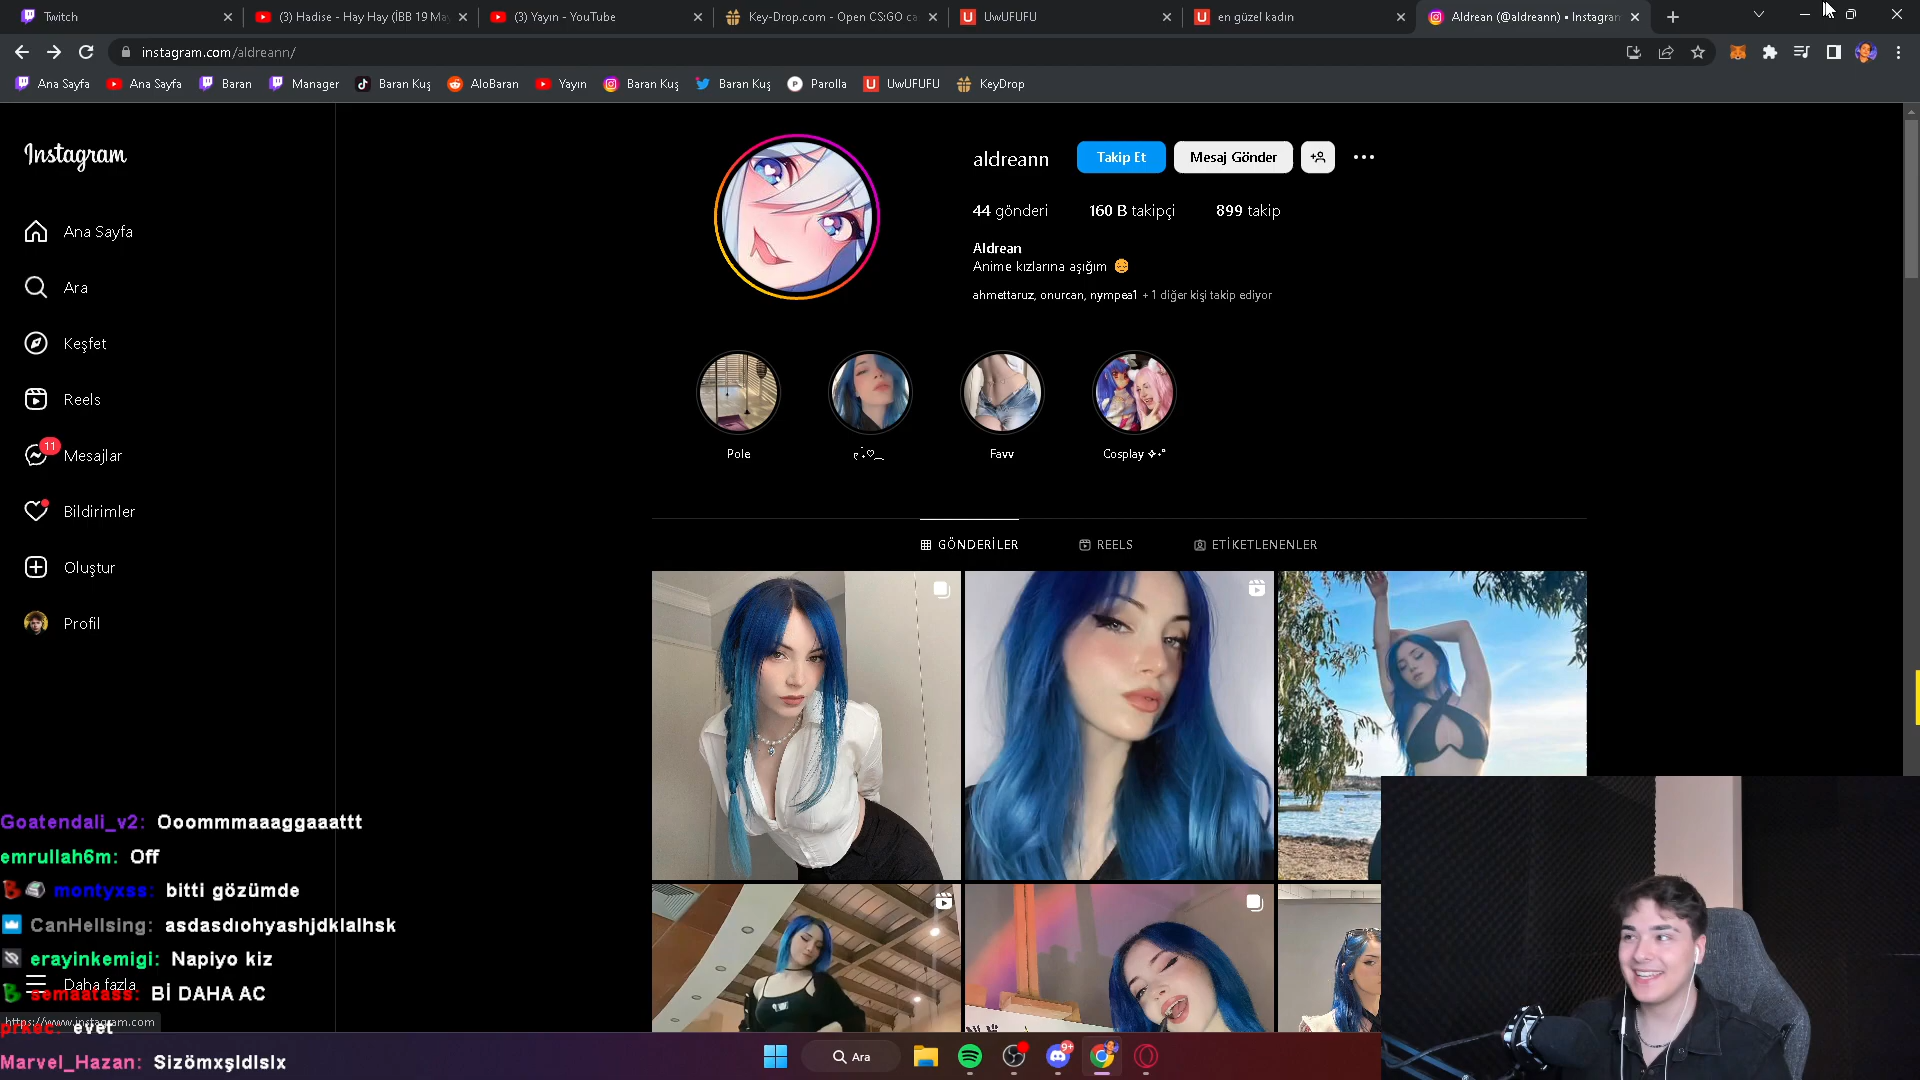 Twitch
(3) Hadise - Hay Hay (İBB 19 May
(3) Yayın - YouTube
Key-Drop.com - Open CS:GO ca
UwUFUFU
en güzel kadın
Aldrean (@aldreann) • Instagram
instagram.com/aldreann/
Ana Sayfa
Ana Sayfa
Baran
Manager
Baran Kuş
AloBaran
Yayın
Baran Kuş
Baran Kuş
Parolla
UwUFUFU
KeyDrop
Instagram
Ana Sayfa
Ara
Keşfet
Reels
11
Mesajlar
Bildirimler
Oluştur
Profil
Daha fazla
https://www.instagram.com
aldreann
Takip Et
Mesaj Gönder
44 gönderi
160 B takipçi
899 takip
Aldrean
Anime kızlarına aşığım 😔
ahmettaruz, onurcan, nympea1 + 1 diğer kişi takip ediyor
Pole
Favv
Cosplay ✧˖°
GÖNDERİLER
REELS
ETİKETLENENLER
Goatendali_v2: Ooommmaaaggaaattt
emrullah6m: Off
montyxss: bitti gözümde
CanHellsing: asdasdıohyashjdklalhsk
erayinkemigi: Napiyo kiz
semaatass: Bİ DAHA AC
prkec: evet
Marvel_Hazan: Sizömxşldlslx
Ara
9+